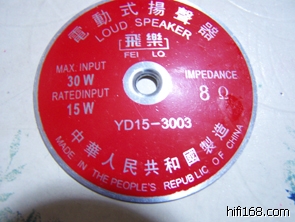 電動式揚聲器
LOUD SPEAKER
飛樂
FEI LO
MAX. INPUT
30 W
RATEDINPUT
15 W
IMPEDANCE
8 Ω
YD15-3003
中華人民共和國製造
MADE IN THE PEOPLE'S REPUBLIC OF CHINA
hifi168.com